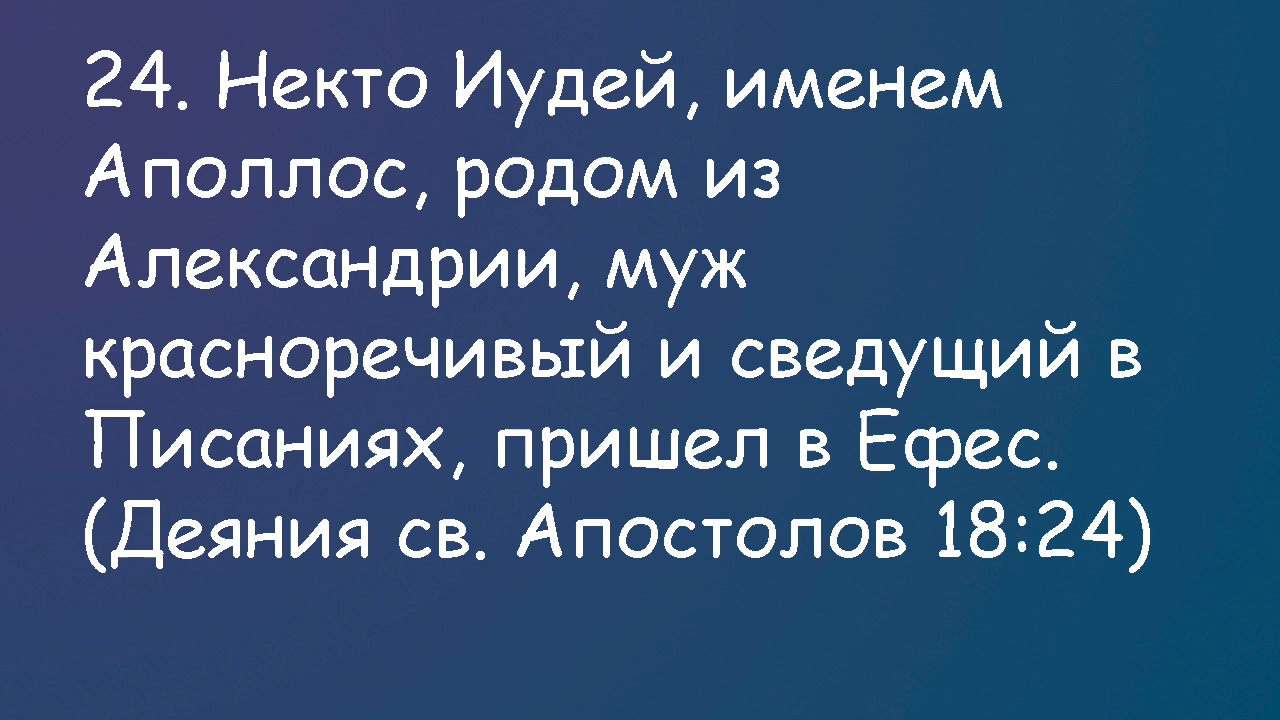 24. Некто Иудей, именем
Аполлос, родом из
Александрии, муж
красноречивый и сведущий в
Писаниях, пришел в Ефес.
(Деяния св. Апостолов 18:24)